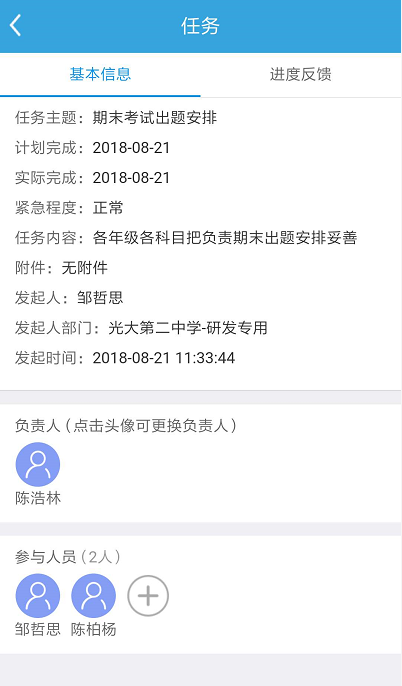 任务
基本信息
进度反馈
任务主题：期末考试出题安排
计划完成：2018-08-21
实际完成：2018-08-21
紧急程度：正常
任务内容：各年级各科目把负责期末出题安排妥善
附件：无附件
发起人：邹哲思
发起人部门：光大第二中学-研发专用
发起时间：2018-08-21 11:33:44
负责人（点击头像可更换负责人）
陈浩林
参与人员（2人）
邹哲思 陈柏杨